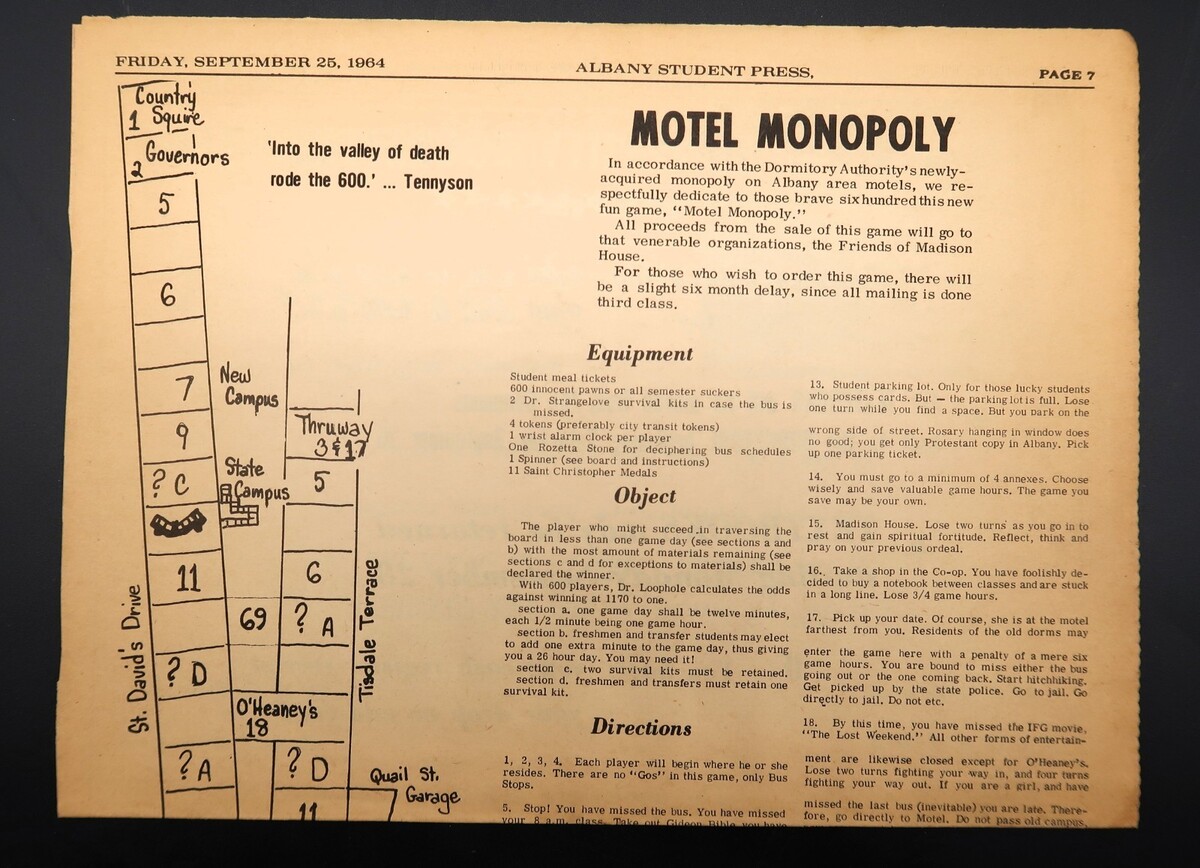 FRIDAY, SEPTEMBER 25, 1964
ALBANY STUDENT PRESS,
PAGE 7
Country
1 Squire
Governors
2
5
6
7
9
? C
11
? D
? A
St. David's Drive
'Into the valley of death
rode the 600.' ... Tennyson
New
Campus
State
Campus
69
O'Heaney's
18
Thruway
3 & 17
5
6
? A
? D
11
Tisdale Terrace
Quail St.
Garage
MOTEL MONOPOLY
In accordance with the Dormitory Authority's newly-
acquired monopoly on Albany area motels, we re-
spectfully dedicate to those brave six hundred this new
fun game, "Motel Monopoly."
All proceeds from the sale of this game will go to
that venerable organizations, the Friends of Madison
House.
For those who wish to order this game, there will
be a slight six month delay, since all mailing is done
third class.
Equipment
Student meal tickets
600 innocent pawns or all semester suckers
2 Dr. Strangelove survival kits in case the bus is
missed.
4 tokens (preferably city transit tokens)
1 wrist alarm clock per player
One Rozetta Stone for deciphering bus schedules
1 Spinner (see board and instructions)
11 Saint Christopher Medals
Object
The player who might succeed in traversing the
board in less than one game day (see sections a and
b) with the most amount of materials remaining (see
sections c and d for exceptions to materials) shall be
declared the winner.
With 600 players, Dr. Loophole calculates the odds
against winning at 1170 to one.
section a. one game day shall be twelve minutes,
each 1/2 minute being one game hour.
section b. freshmen and transfer students may elect
to add one extra minute to the game day, thus giving
you a 26 hour day. You may need it!
section c. two survival kits must be retained.
section d. freshmen and transfers must retain one
survival kit.
Directions
1, 2, 3, 4. Each player will begin where he or she
resides. There are no "Gos" in this game, only Bus
Stops.
5. Stop! You have missed the bus. You have missed
your 8 a.m. class. Take out Gideon Bible you have
13. Student parking lot. Only for those lucky students
who possess cards. But — the parking lot is full. Lose
one turn while you find a space. But you park on the
wrong side of street. Rosary hanging in window does
no good; you get only Protestant copy in Albany. Pick
up one parking ticket.
14. You must go to a minimum of 4 annexes. Choose
wisely and save valuable game hours. The game you
save may be your own.
15. Madison House. Lose two turns as you go in to
rest and gain spiritual fortitude. Reflect, think and
pray on your previous ordeal.
16. Take a shop in the Co-op. You have foolishly de-
cided to buy a notebook between classes and are stuck
in a long line. Lose 3/4 game hours.
17. Pick up your date. Of course, she is at the motel
farthest from you. Residents of the old dorms may
enter the game here with a penalty of a mere six
game hours. You are bound to miss either the bus
going out or the one coming back. Start hitchhiking.
Get picked up by the state police. Go to jail. Go
directly to jail. Do not etc.
18. By this time, you have missed the IFG movie,
"The Lost Weekend." All other forms of entertain-
ment are likewise closed except for O'Heaney's.
Lose two turns fighting your way in, and four turns
fighting your way out. If you are a girl, and have
missed the last bus (inevitable) you are late. There-
fore, go directly to Motel. Do not pass old campus,